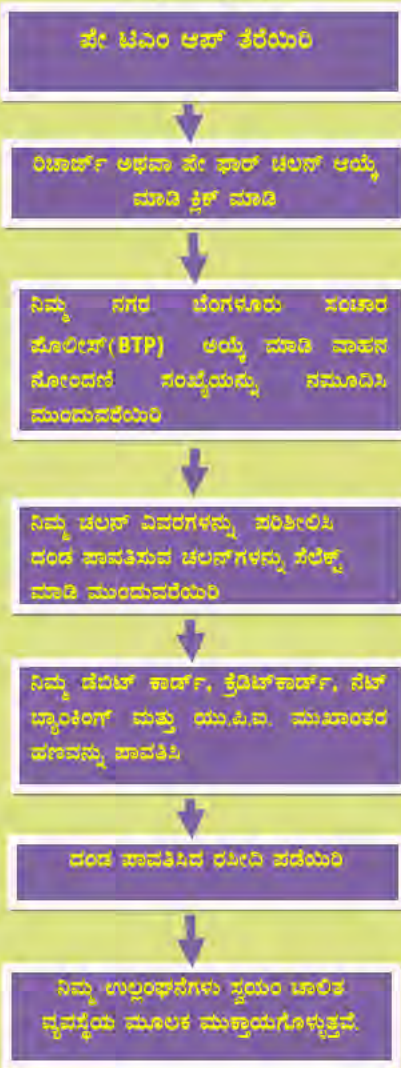 ಪೇ ಟಿಎಂ ಆಪ್ ತೆರೆಯಿರಿ
ರಿಚಾರ್ಜ್ ಅಥವಾ ಪೇ ಫಾರ್ ಚಲನ್ ಆಯ್ಕೆ
ಮಾಡಿ ಕ್ಲಿಕ್ ಮಾಡಿ
ನಿಮ್ಮ ನಗರ ಬೆಂಗಳೂರು ಸಂಚಾರ
ಪೊಲೀಸ್(BTP) ಆಯ್ಕೆ ಮಾಡಿ ವಾಹನ
ನೋಂದಣಿ ಸಂಖ್ಯೆಯನ್ನು ನಮೂದಿಸಿ
ಮುಂದುವರೆಯಿರಿ
ನಿಮ್ಮ ಚಲನ್ ವಿವರಗಳನ್ನು ಪರಿಶೀಲಿಸಿ
ದಂಡ ಪಾವತಿಸುವ ಚಲನ್‌ಗಳನ್ನು ಸೆಲೆಕ್ಟ್
ಮಾಡಿ ಮುಂದುವರೆಯಿರಿ
ನಿಮ್ಮ ಡೆಬಿಟ್ ಕಾರ್ಡ್, ಕ್ರೆಡಿಟ್‌ಕಾರ್ಡ್, ನೆಟ್
ಬ್ಯಾಂಕಿಂಗ್ ಮತ್ತು ಯು.ಪಿ.ಐ. ಮುಖಾಂತರ
ಹಣವನ್ನು ಪಾವತಿಸಿ
ದಂಡ ಪಾವತಿಸಿದ ರಸೀದಿ ಪಡೆಯಿರಿ
ನಿಮ್ಮ ಉಲ್ಲಂಘನೆಗಳು ಸ್ವಯಂ ಚಾಲಿತ
ವ್ಯವಸ್ಥೆಯ ಮೂಲಕ ಮುಕ್ತಾಯಗೊಳ್ಳುತ್ತವೆ.